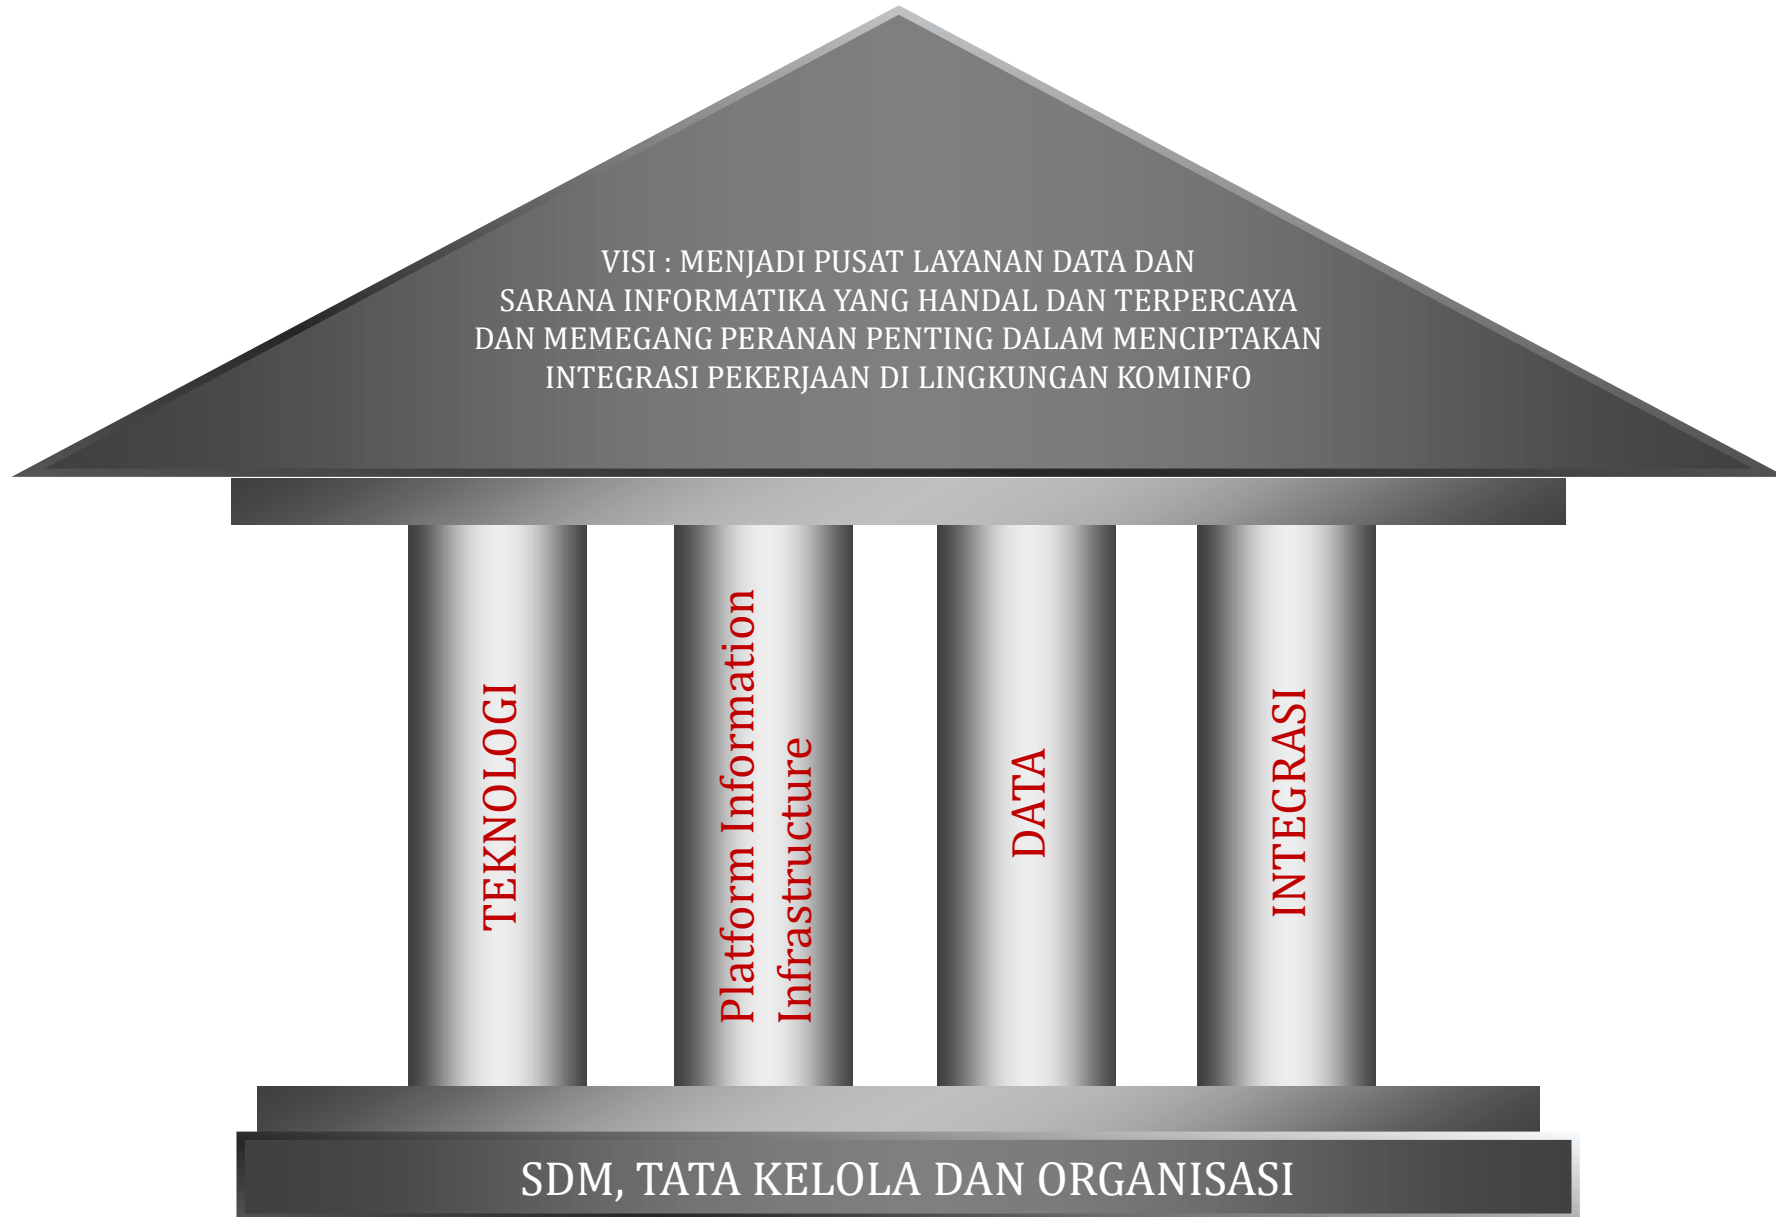 VISI : MENJADI PUSAT LAYANAN DATA DAN
SARANA INFORMATIKA YANG HANDAL DAN TERPERCAYA
DAN MEMEGANG PERANAN PENTING DALAM MENCIPTAKAN
INTEGRASI PEKERJAAN DI LINGKUNGAN KOMINFO
TEKNOLOGI
Platform Information
Infrastructure
DATA
INTEGRASI
SDM, TATA KELOLA DAN ORGANISASI